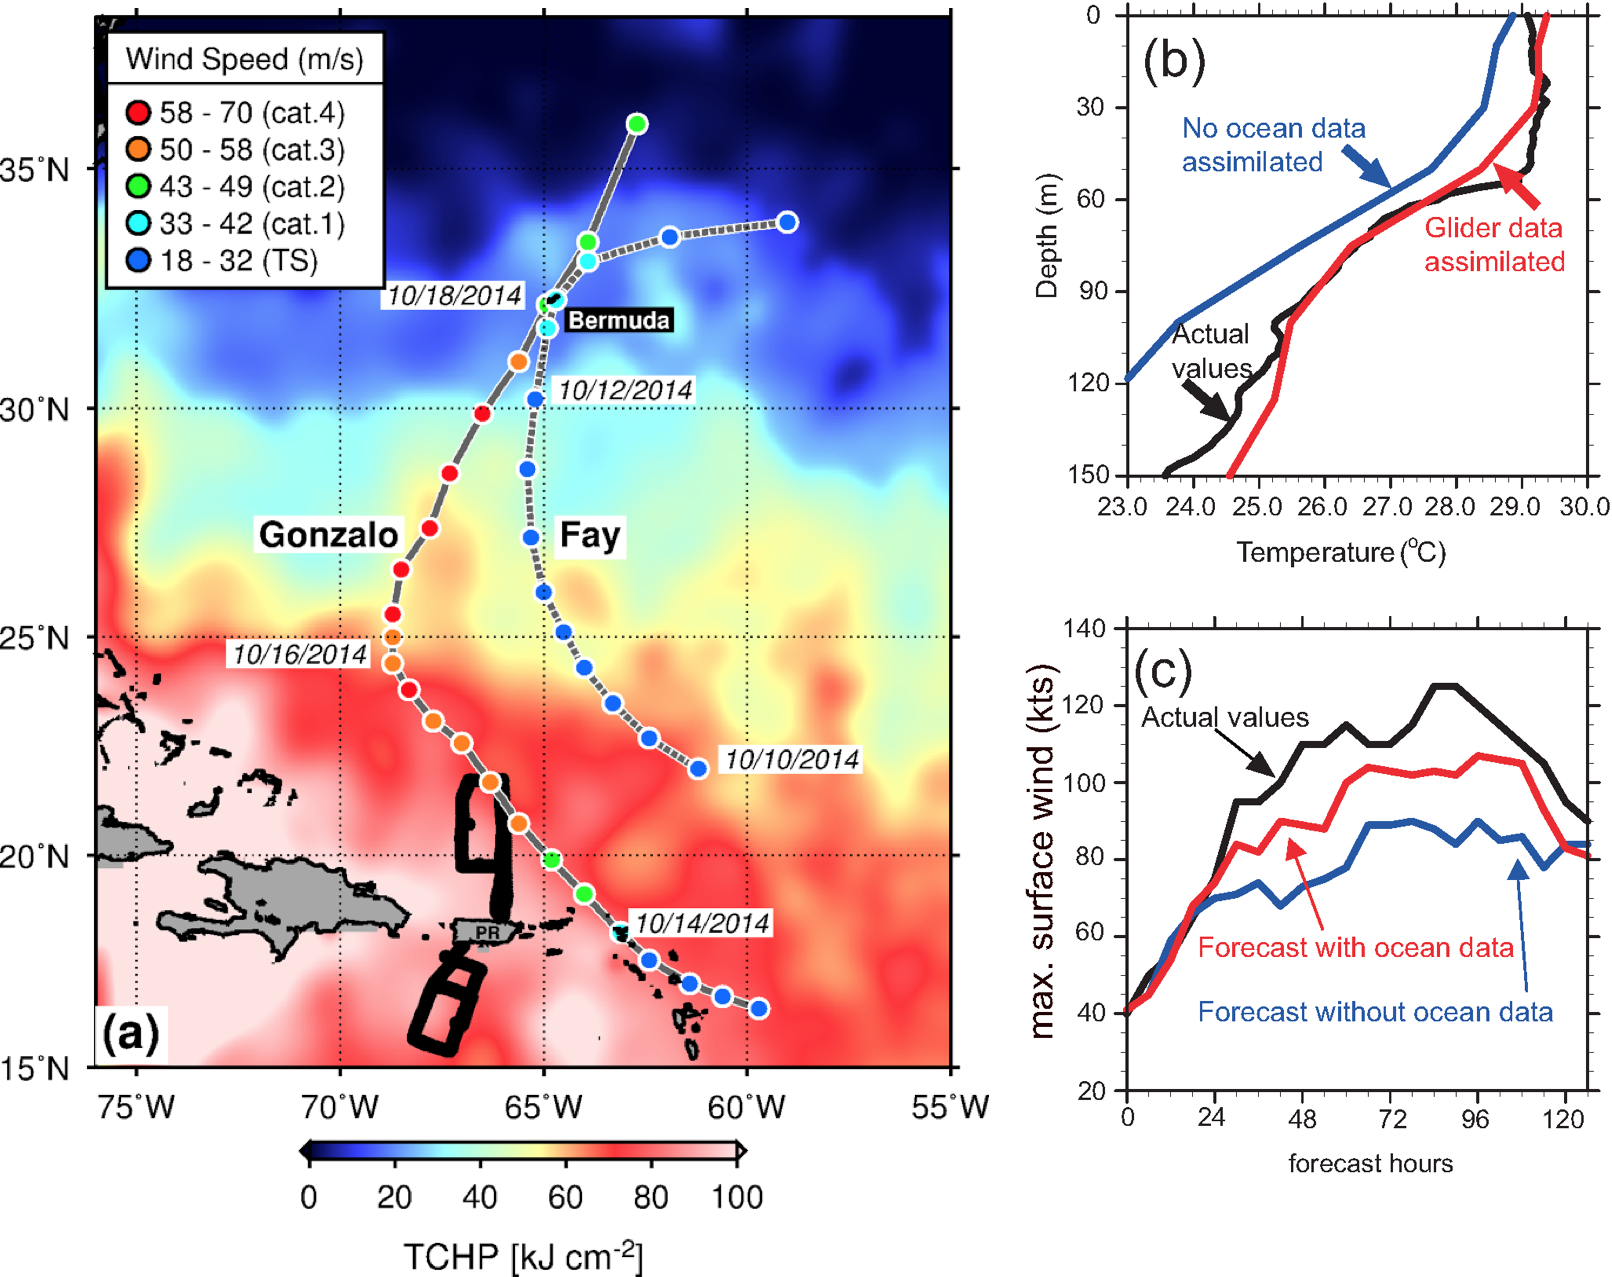 Wind Speed (m/s)
58 - 70 (cat.4)
50 - 58 (cat.3)
43 - 49 (cat.2)
33 - 42 (cat.1)
18 - 32 (TS)
35°N
30°N
25°N
20°N
15°N
10/18/2014
Bermuda
10/12/2014
Gonzalo
Fay
10/16/2014
10/10/2014
10/14/2014
PR
(a)
75°W
70°W
65°W
60°W
55°W
0
20
40
60
80
100
TCHP [kJ cm-2]
(b)
0
30
60
90
120
150
Depth (m)
No ocean data
assimilated
Glider data
assimilated
Actual
values
23.0
24.0
25.0
26.0
27.0
28.0
29.0
30.0
Temperature (°C)
(c)
140
120
100
80
60
40
20
max. surface wind (kts)
Actual values
Forecast with ocean data
Forecast without ocean data
0
24
48
72
96
120
forecast hours